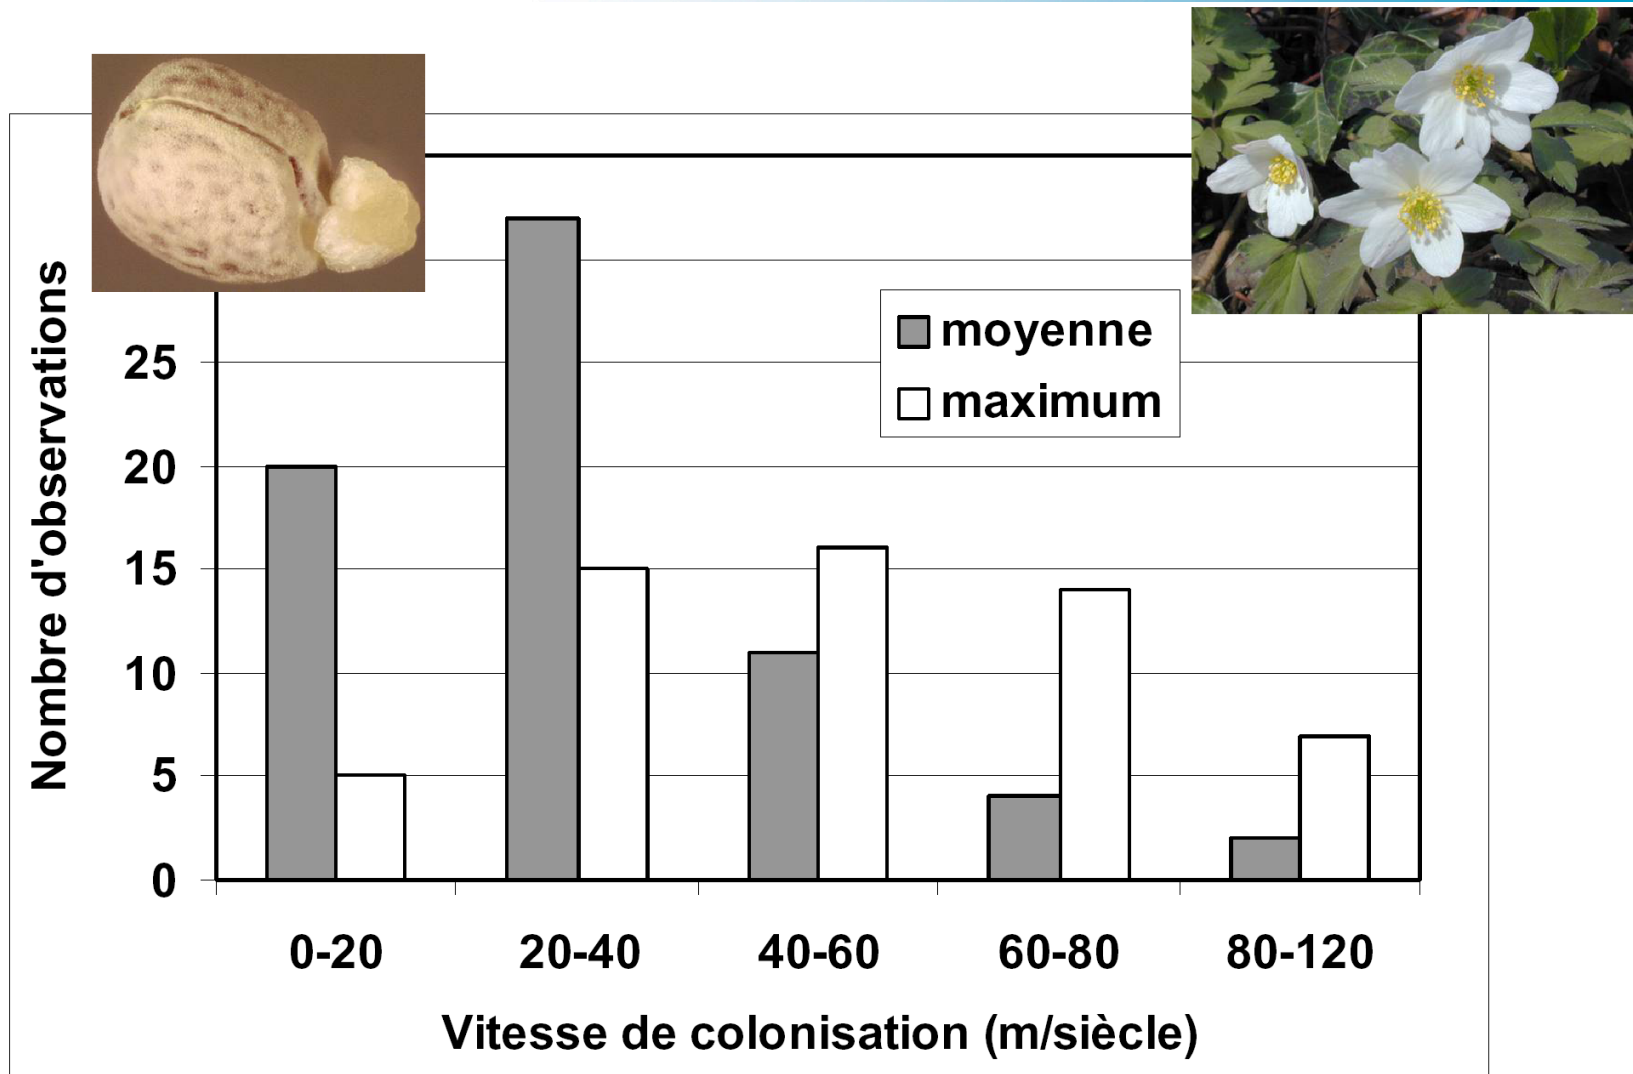 Nombre d'observations
25
20
15
10
5
0
moyenne
maximum
0-20 20-40 40-60 60-80 80-120
Vitesse de colonisation (m/siècle)